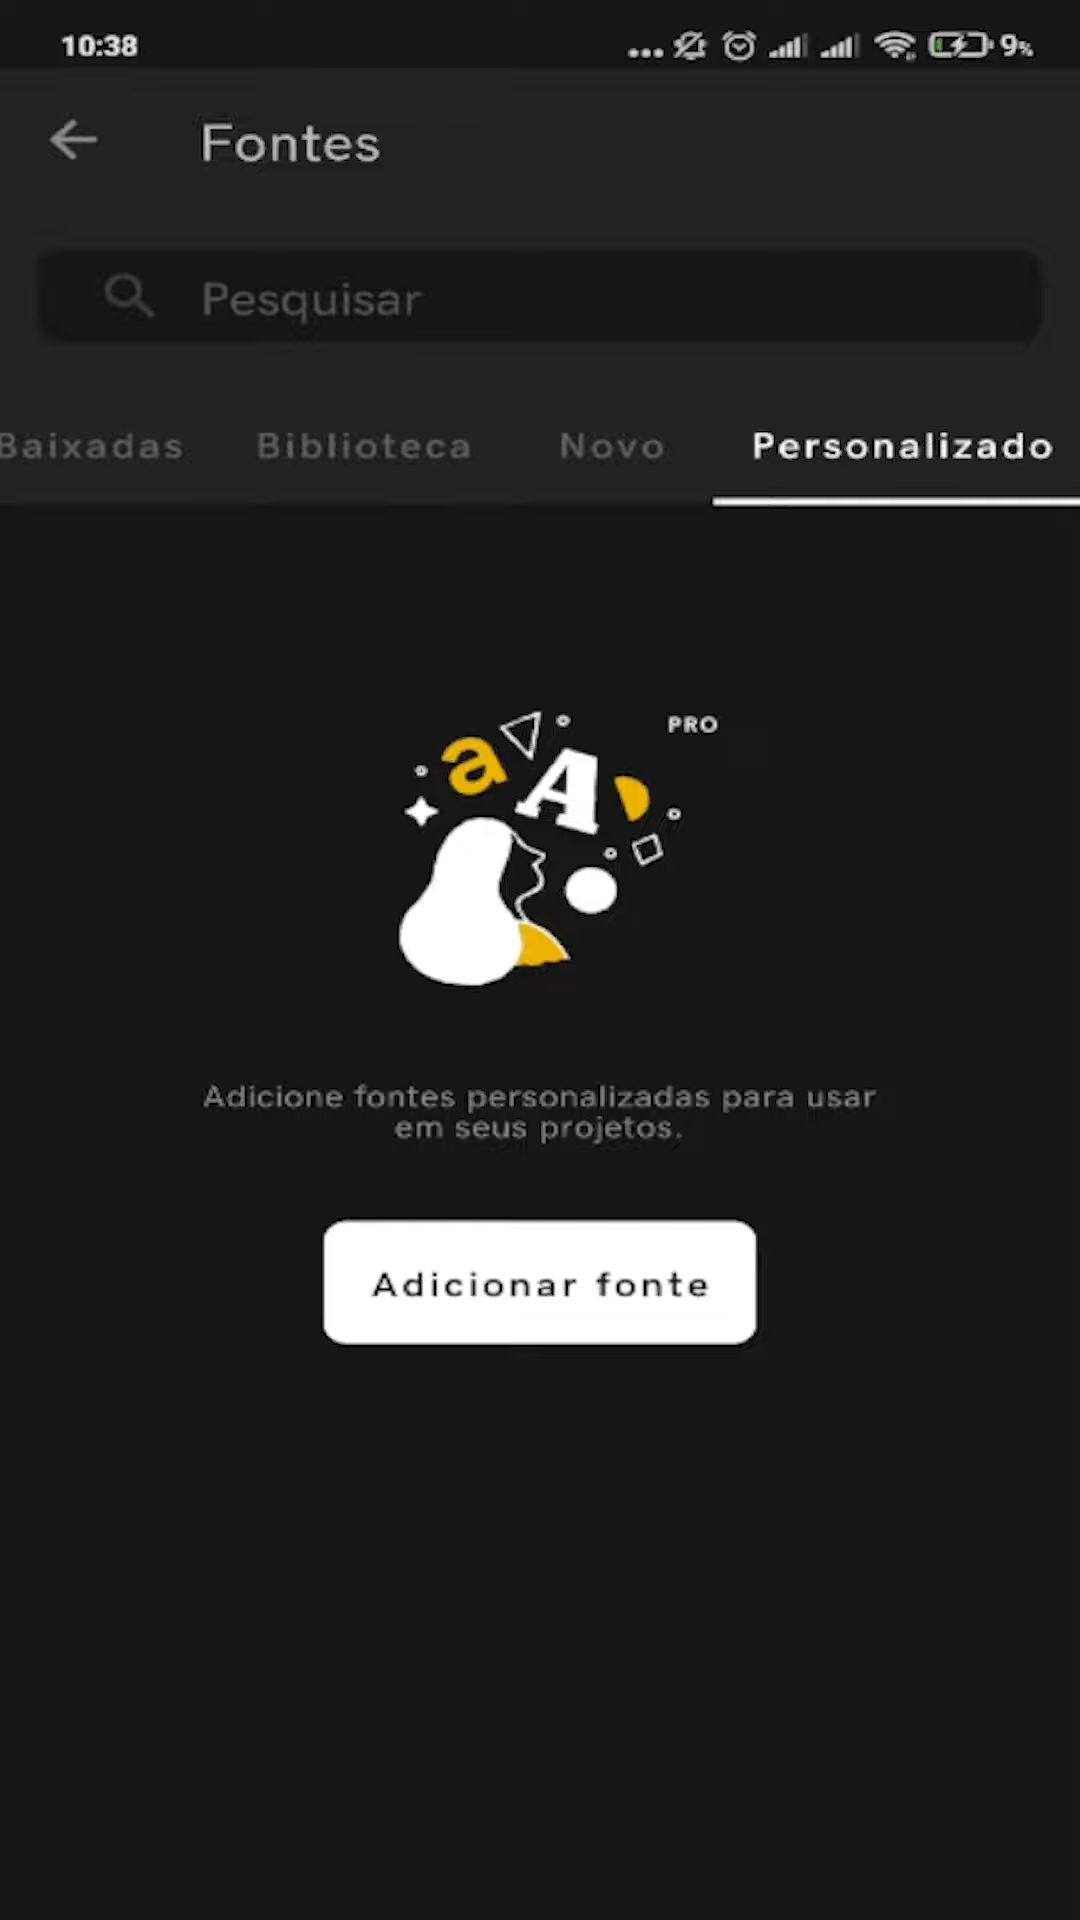 10:38
9%
Fontes
Pesquisar
Baixadas Biblioteca Novo Personalizado
PRO
a A
Adicione fontes personalizadas para usar
em seus projetos.
Adicionar fonte